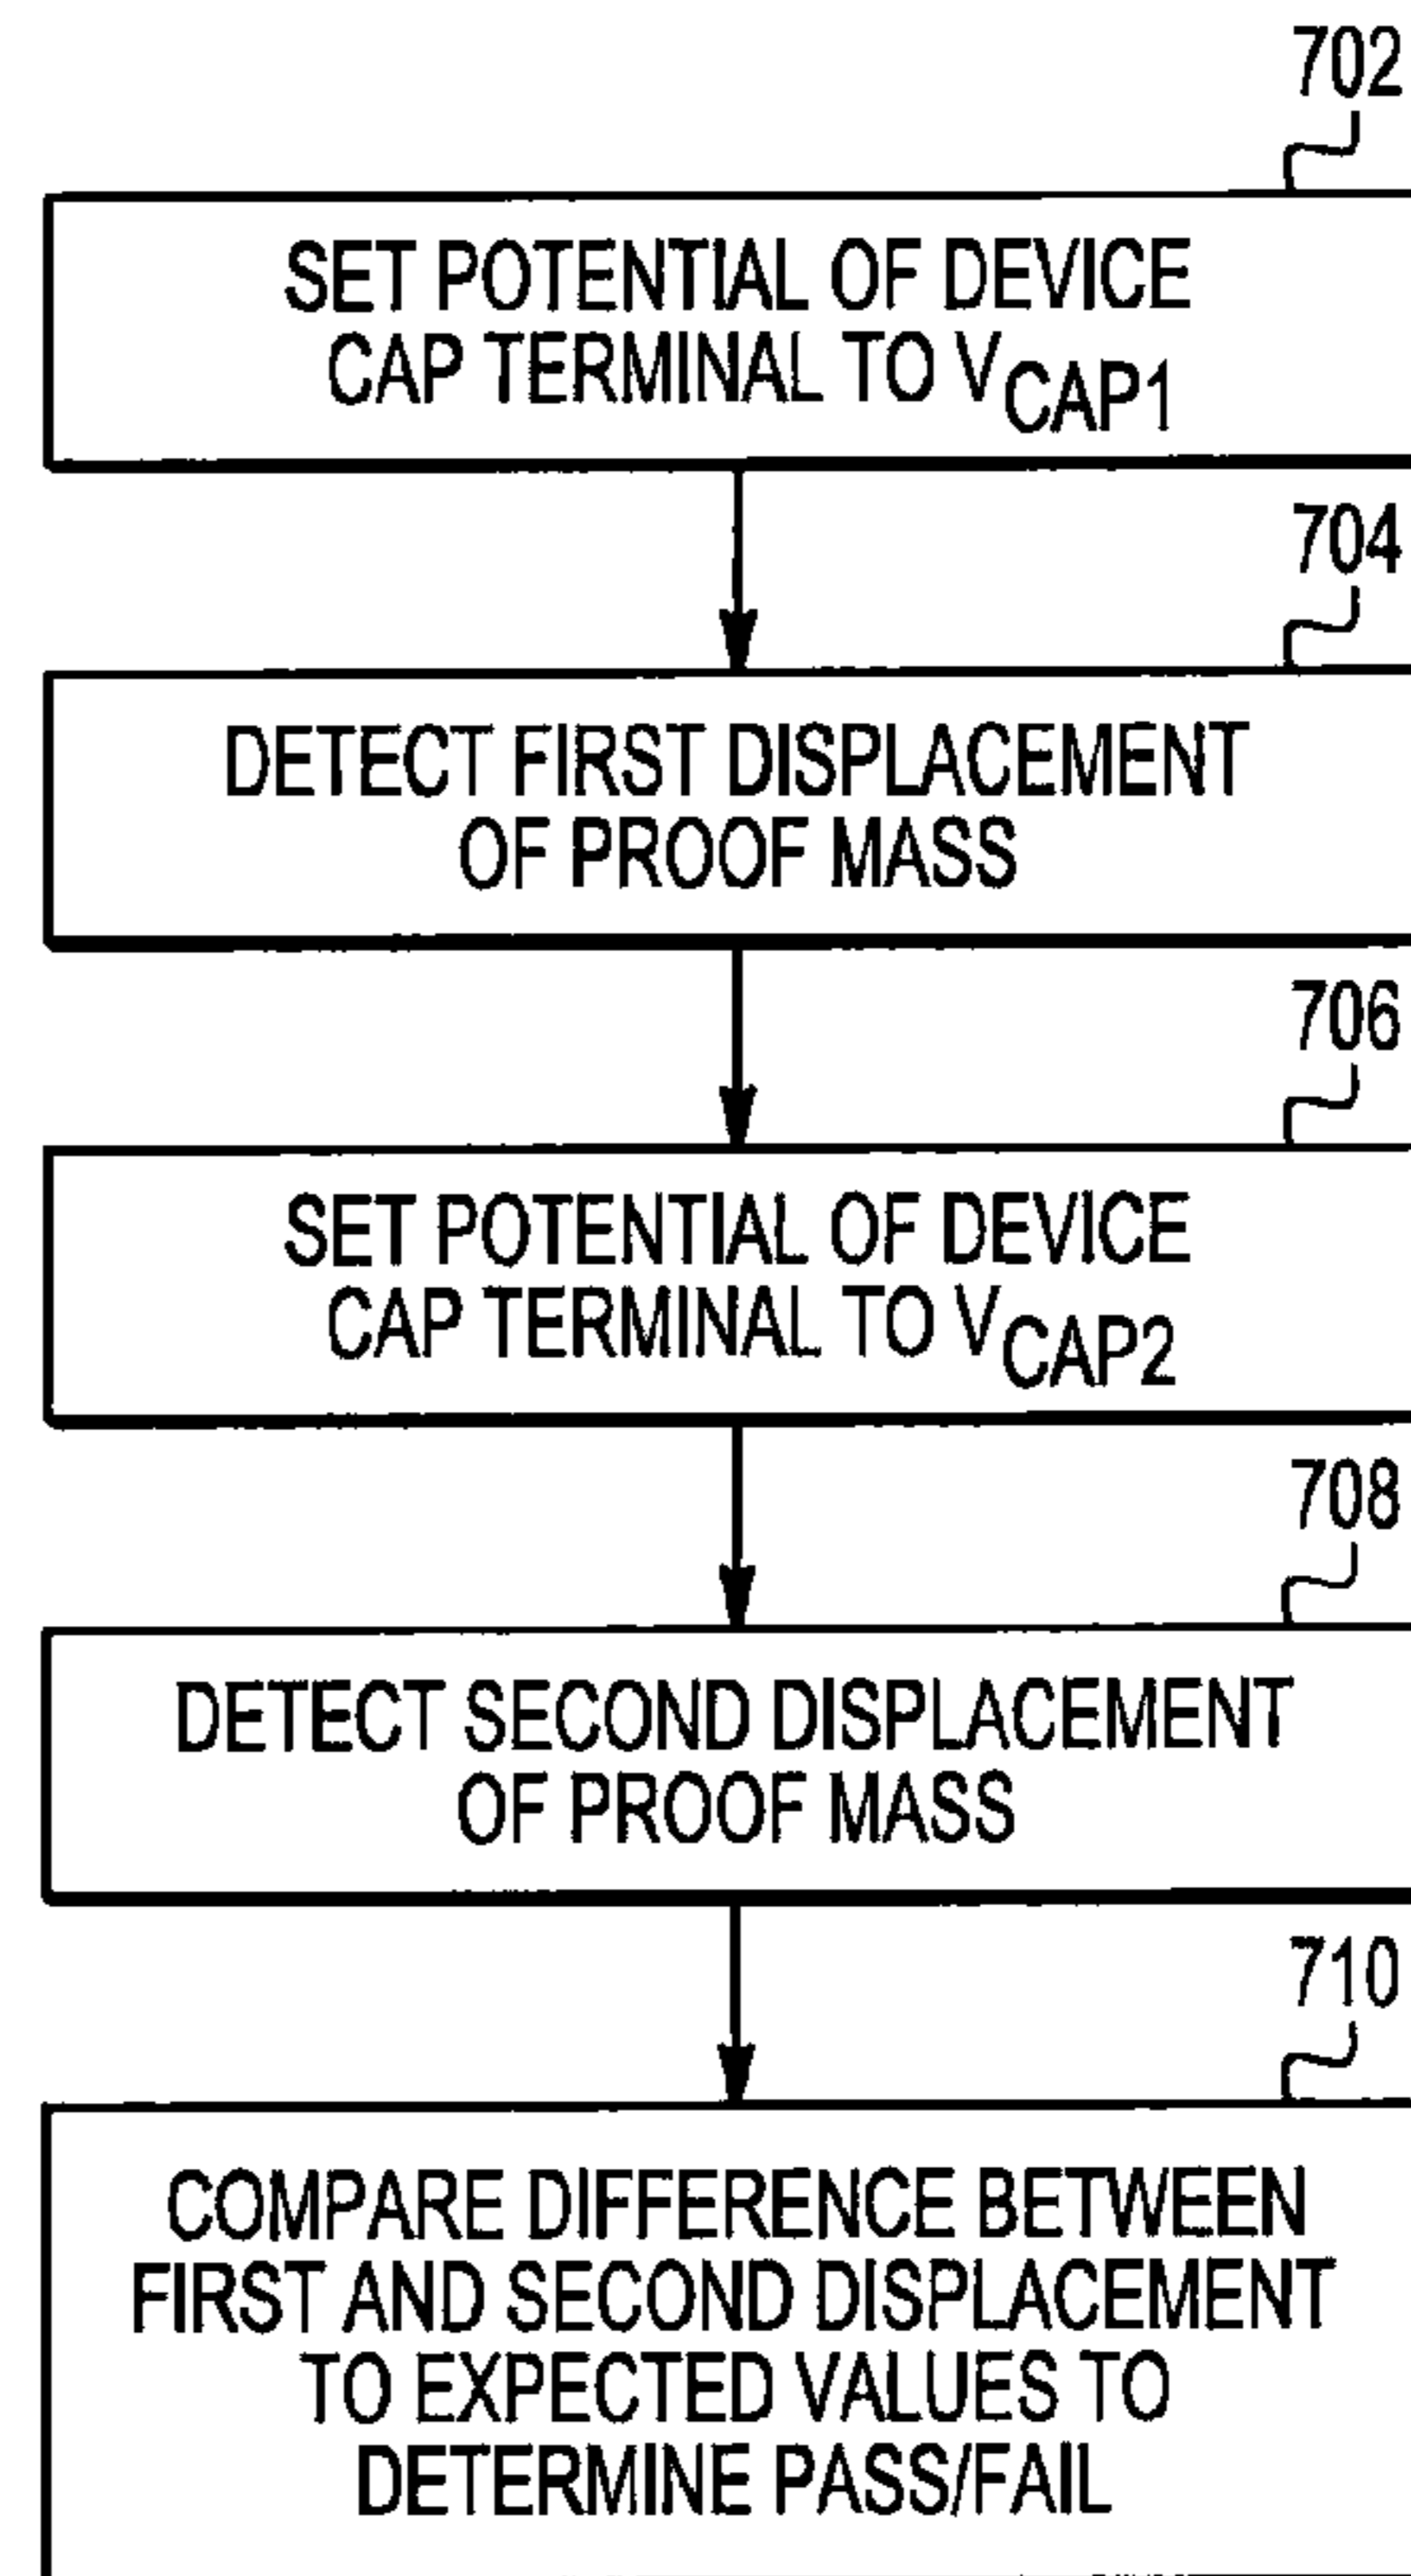 702
SET POTENTIAL OF DEVICE
CAP TERMINAL TO VCAP1
704
DETECT FIRST DISPLACEMENT
OF PROOF MASS
706
SET POTENTIAL OF DEVICE
CAP TERMINAL TO VCAP2
708
DETECT SECOND DISPLACEMENT
OF PROOF MASS
710
COMPARE DIFFERENCE BETWEEN
FIRST AND SECOND DISPLACEMENT
TO EXPECTED VALUES TO
DETERMINE PASS/FAIL